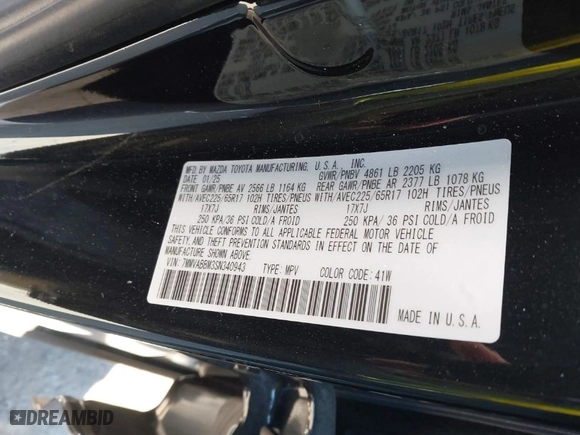 MFD BY MAZDA TOYOTA MANUFACTURING, U.S.A., INC.
DATE 01/25 GVWR/PNBV 4861 LB 2205 KG
FRONT GAWR/PNBE AV 2566 LB 1164 KG REAR GAWR/PNBE AR 2377 LB 1078 KG
WITH/AVEC225/65R17 102H TIRES/PNEUS WITH/AVEC225/65R17 102H TIRES/PNEUS
17X7J RIMS/JANTES 17X7J RIMS/JANTES
250 KPA/36 PSI COLD/A FROID 250 KPA/36 PSI COLD/A FROID
THIS VEHICLE CONFORMS TO ALL APPLICABLE FEDERAL MOTOR VEHICLE
SAFETY AND THEFT PREVENTION STANDARDS IN EFFECT ON THE DATE OF
MANUFACTURE SHOWN ABOVE.
VIN: 7MMVABBM3SN340943 TYPE: MPV COLOR CODE: 41W
MADE IN U.S.A.
DREAMBID